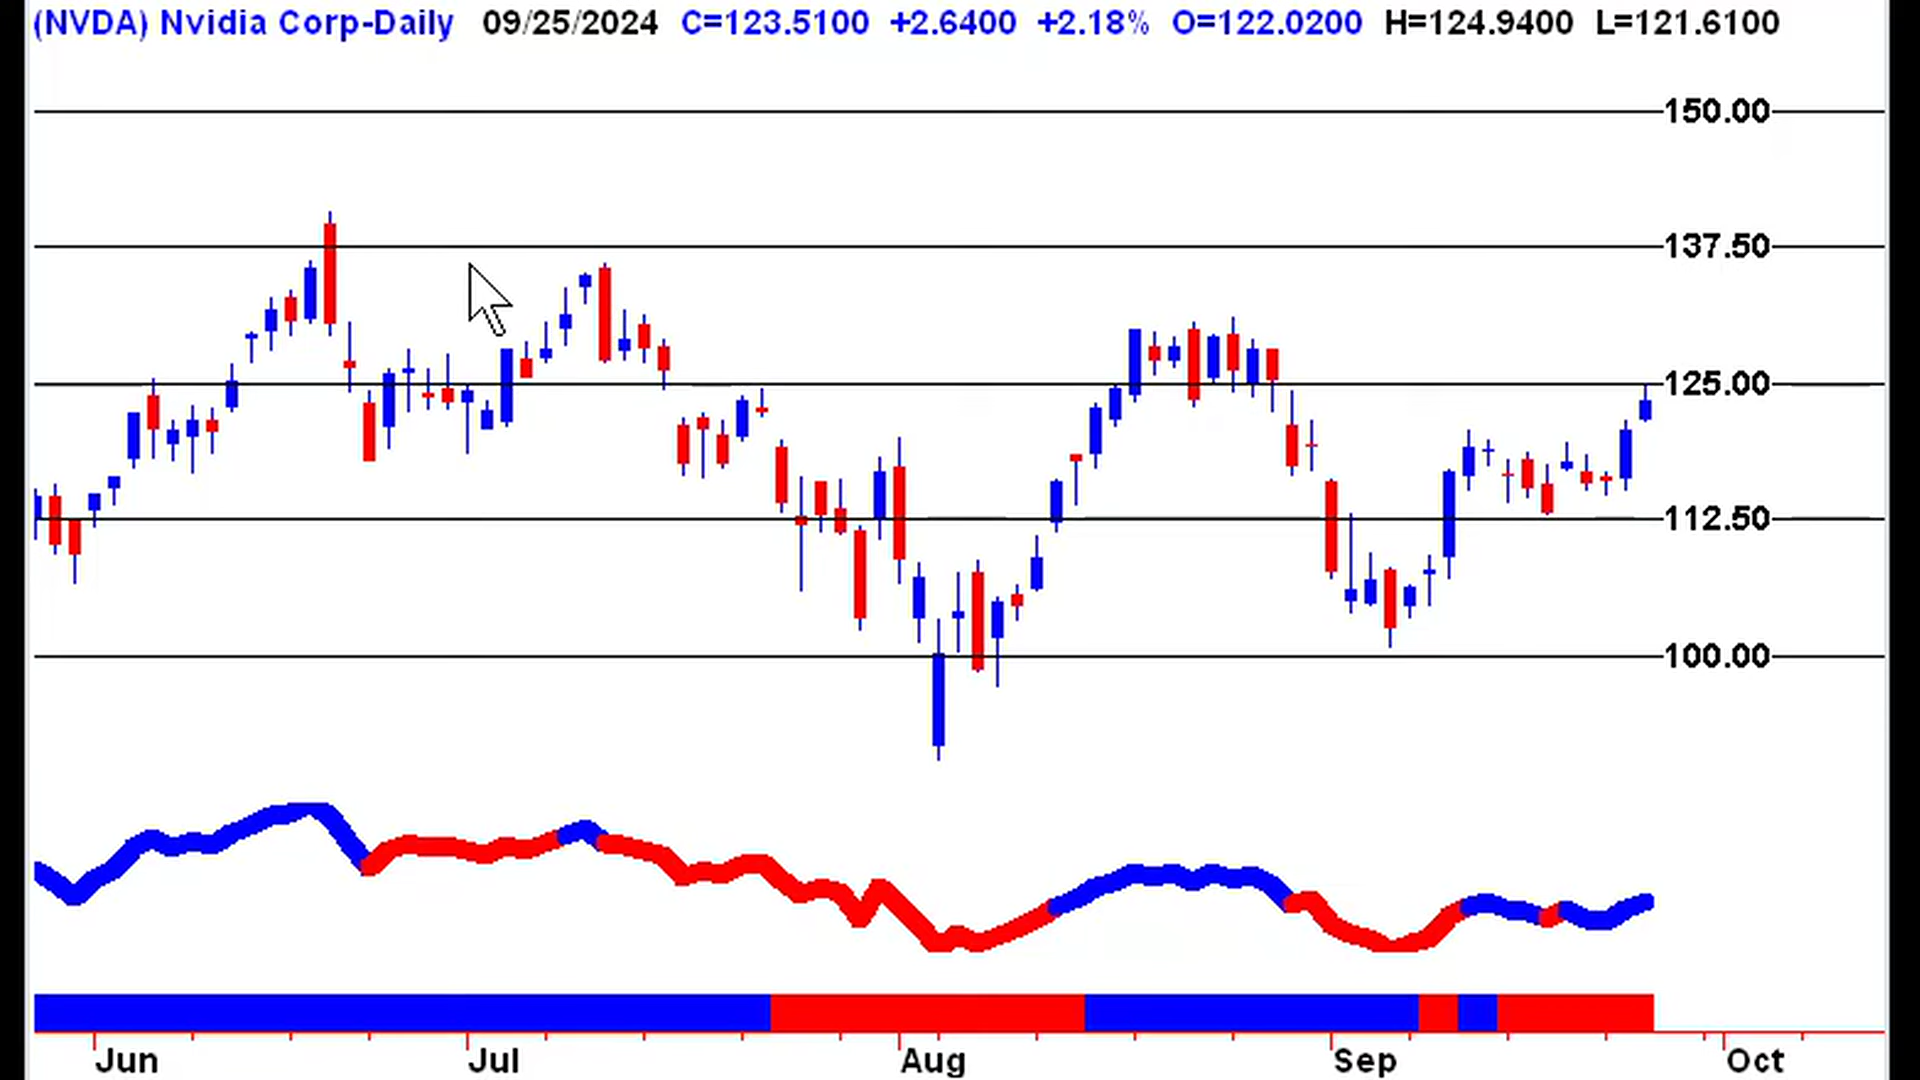 (NVDA) Nvidia Corp-Daily 09/25/2024 C=123.5100 +2.6400 +2.18% O=122.0200 H=124.9400 L=121.6100
150.00
137.50
125.00
112.50
100.00
Jun Jul Aug Sep Oct